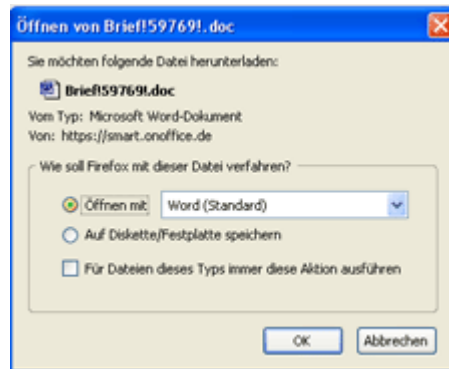 Öffnen von Brief!59769!.doc
Sie möchten folgende Datei herunterladen:
Brief!59769!.doc
Vom Typ: Microsoft Word-Dokument
Von: https://smart.onoffice.de
Wie soll Firefox mit dieser Datei verfahren?
Öffnen mit Word (Standard)
Auf Diskette/Festplatte speichern
Für Dateien dieses Typs immer diese Aktion ausführen
OK Abbrechen